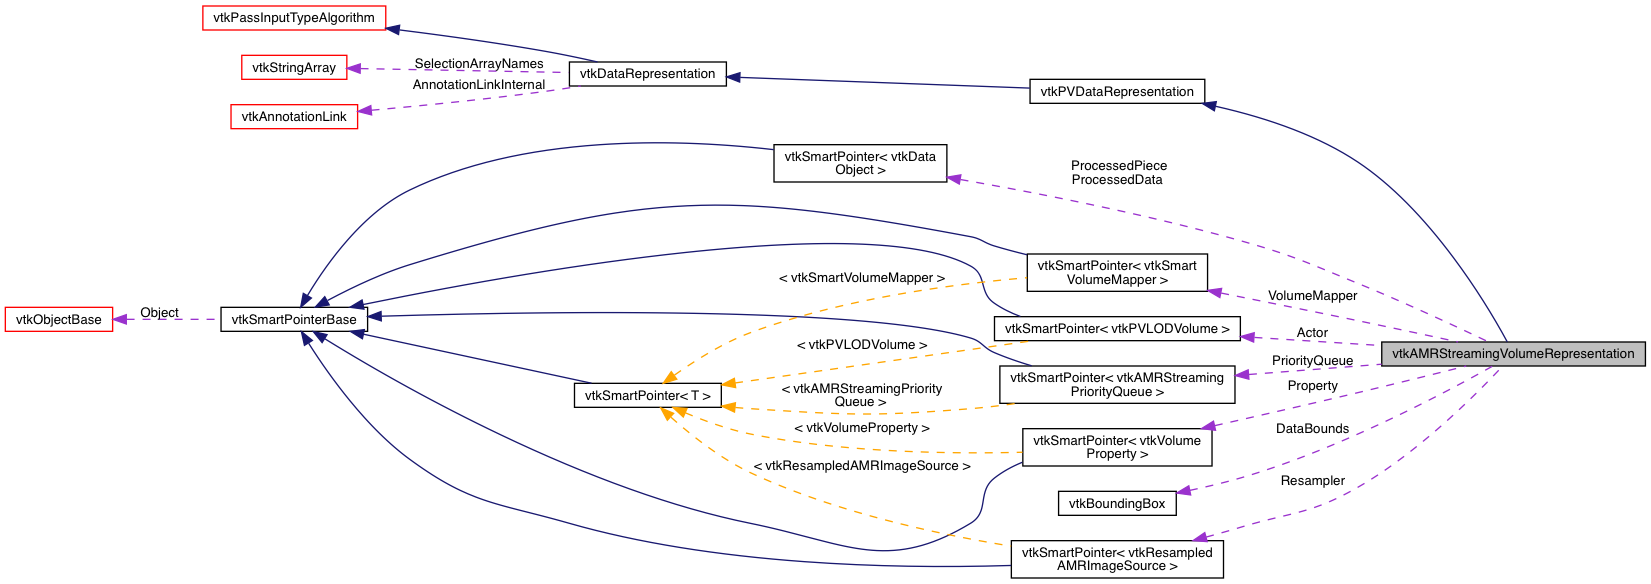 vtkPassInputTypeAlgorithm
vtkStringArray
SelectionArrayNames
vtkDataRepresentation
AnnotationLinkInternal
vtkAnnotationLink
vtkPVDataRepresentation
vtkSmartPointer< vtkData
Object >
ProcessedPiece
ProcessedData
vtkSmartPointer< vtkSmart
VolumeMapper >
< vtkSmartVolumeMapper >
VolumeMapper
vtkObjectBase
Object
vtkSmartPointerBase
vtkSmartPointer< vtkPVLODVolume >
Actor
< vtkPVLODVolume >
vtkAMRStreamingVolumeRepresentation
PriorityQueue
vtkSmartPointer< vtkAMRStreaming
PriorityQueue >
< vtkAMRStreamingPriority
Queue >
Property
vtkSmartPointer< T >
< vtkVolumeProperty >
DataBounds
vtkSmartPointer< vtkVolume
Property >
< vtkResampledAMRImageSource >
Resampler
vtkBoundingBox
vtkSmartPointer< vtkResampled
AMRImageSource >